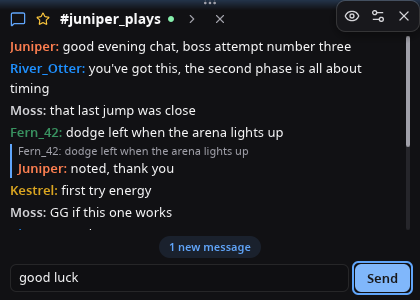 #juniper_plays
Juniper: good evening chat, boss attempt number three
River_Otter: you've got this, the second phase is all about
timing
Moss: that last jump was close
Fern_42: dodge left when the arena lights up
Fern_42: dodge left when the arena lights up
Juniper: noted, thank you
Kestrel: first try energy
Moss: GG if this one works
1 new message
good luck
Send